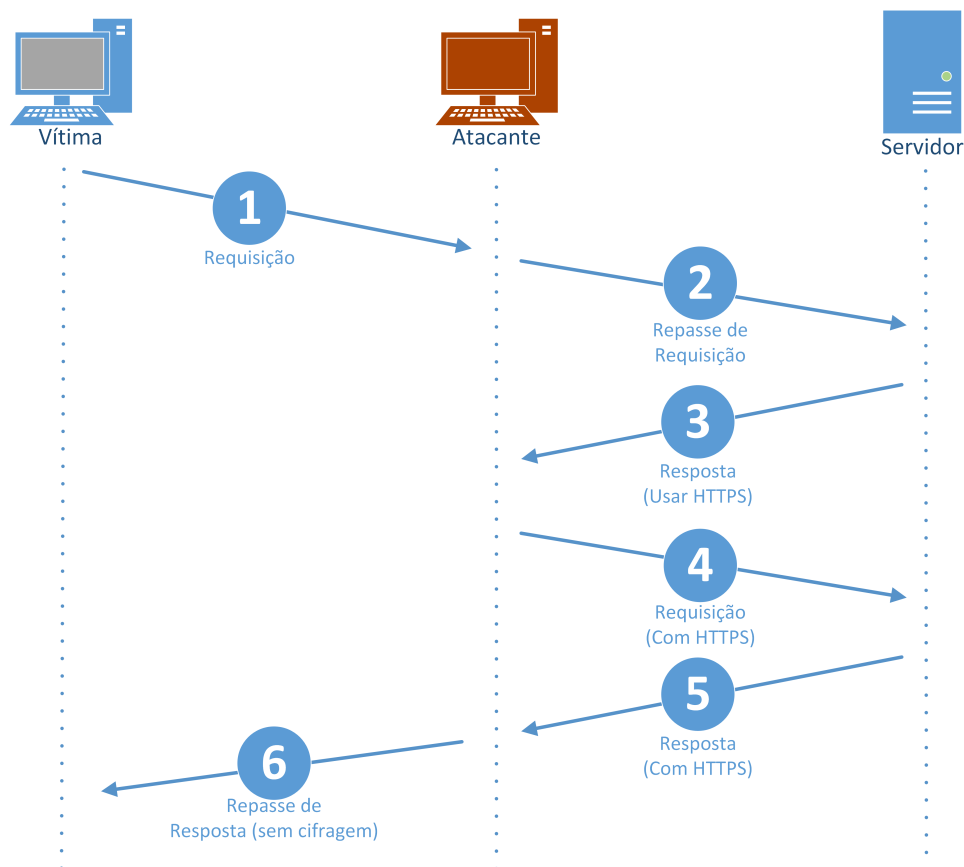 Vítima
Atacante
Servidor
1
Requisição
2
Repasse de
Requisição
3
Resposta
(Usar HTTPS)
4
Requisição
(Com HTTPS)
5
Resposta
(Com HTTPS)
6
Repasse de
Resposta (sem cifragem)